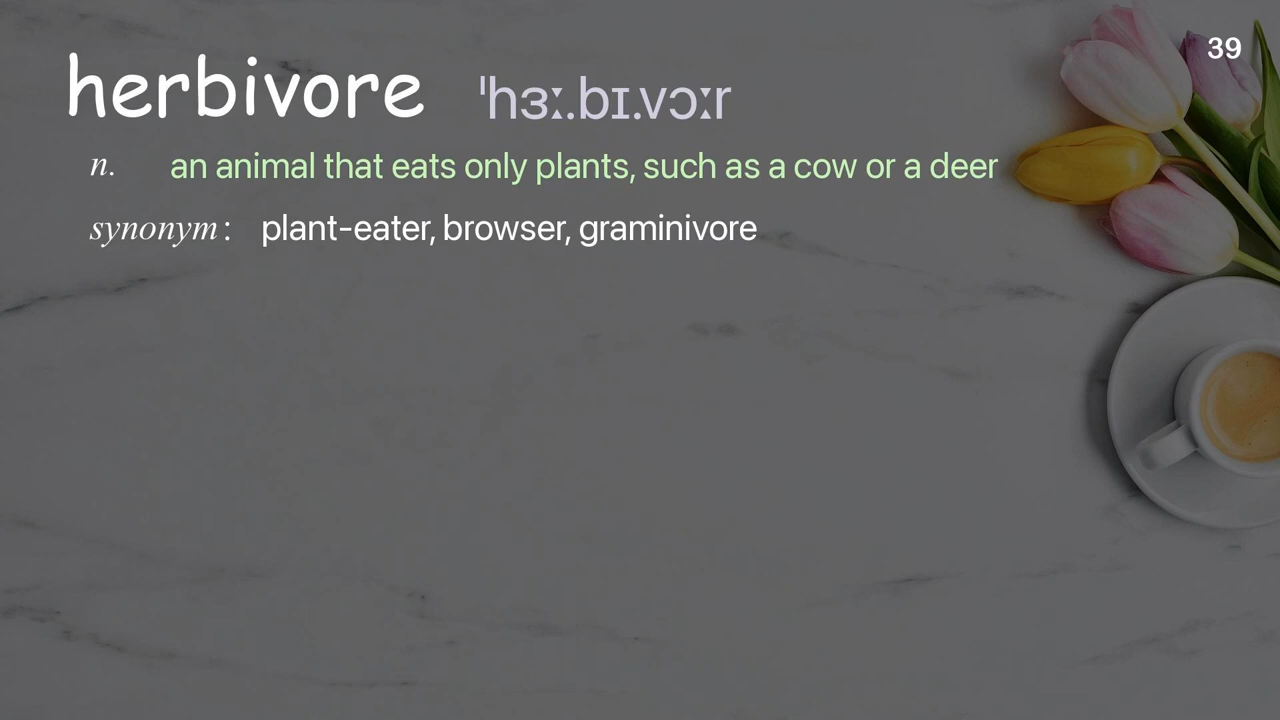 39
herbivore ˈhɜː.bɪ.vɔːr
n. an animal that eats only plants, such as a cow or a deer
synonym: plant-eater, browser, graminivore